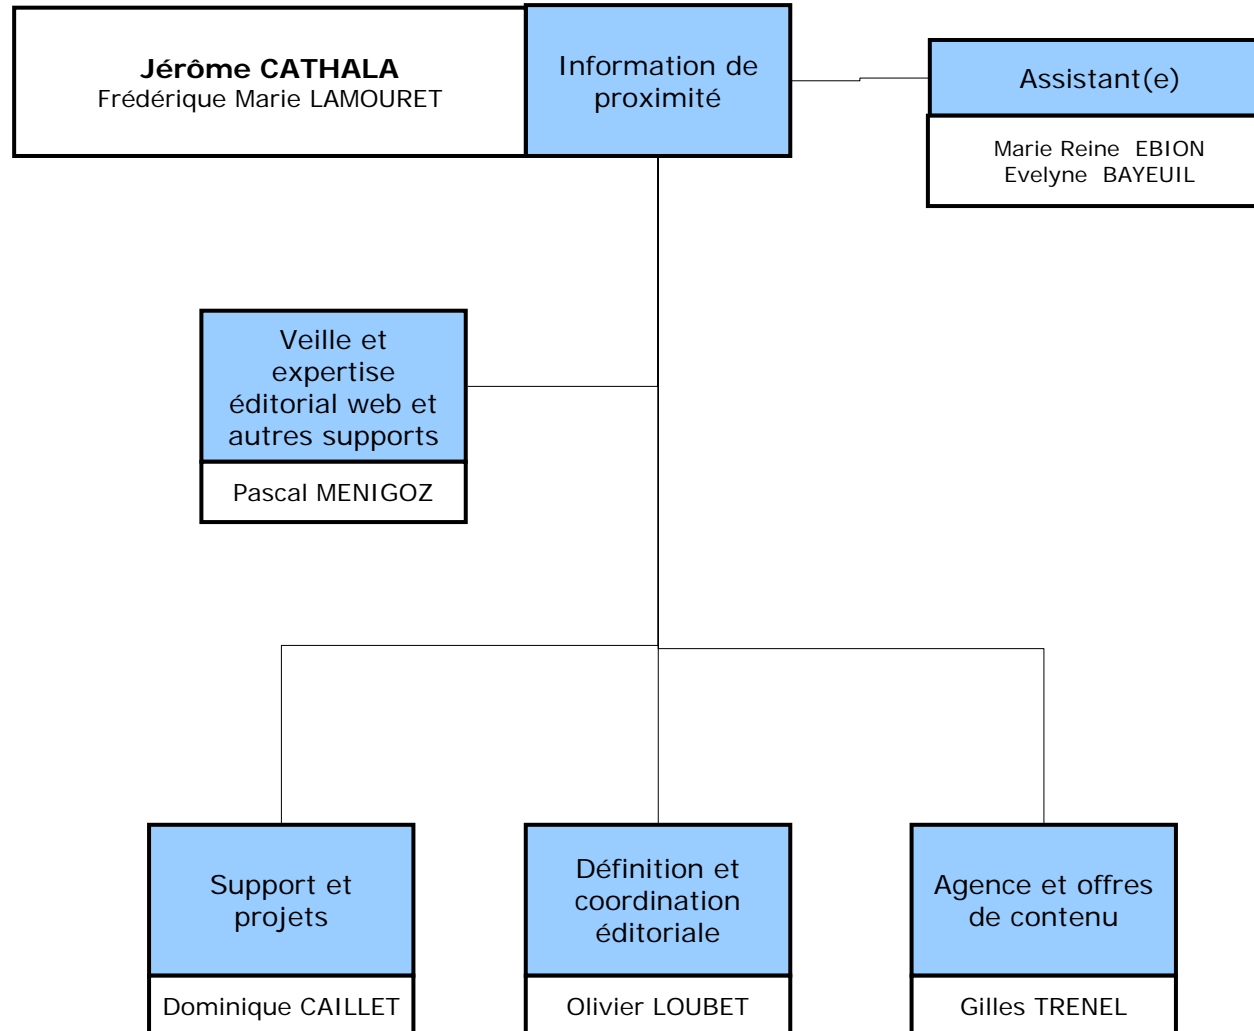 Jérôme CATHALA
Frédérique Marie LAMOURET
Information de
proximité
Assistant(e)
Marie Reine  EBION
Evelyne  BAYEUIL
Veille et
expertise
éditorial web et
autres supports
Pascal MENIGOZ
Support et
projets
Dominique CAILLET
Définition et
coordination
éditoriale
Olivier LOUBET
Agence et offres
de contenu
Gilles TRENEL